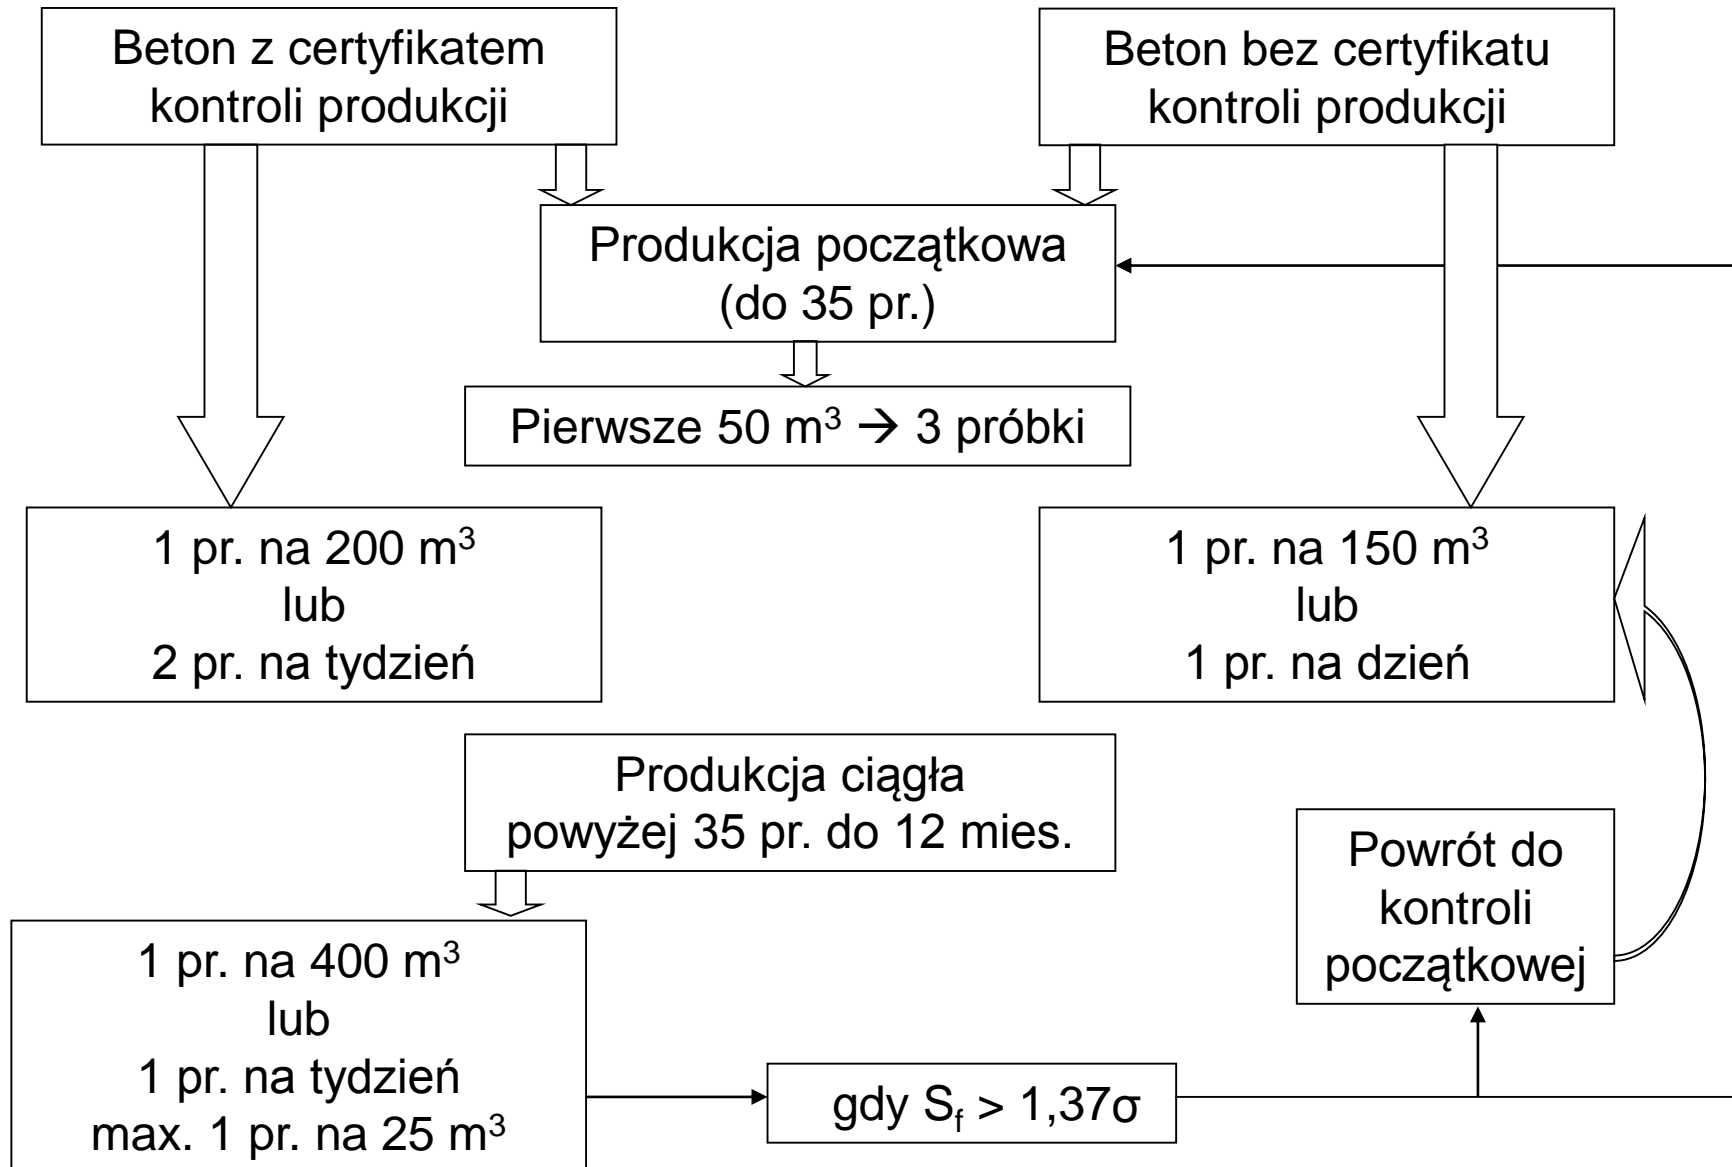 Beton z certyfikatem
kontroli produkcji
Beton bez certyfikatu
kontroli produkcji
Produkcja początkowa
(do 35 pr.)
Pierwsze 50 m³ → 3 próbki
1 pr. na 200 m³
lub
2 pr. na tydzień
1 pr. na 150 m³
lub
1 pr. na dzień
Produkcja ciągła
powyżej 35 pr. do 12 mies.
Powrót do
kontroli
początkowej
1 pr. na 400 m³
lub
1 pr. na tydzień
max. 1 pr. na 25 m³
gdy S_f > 1,37σ